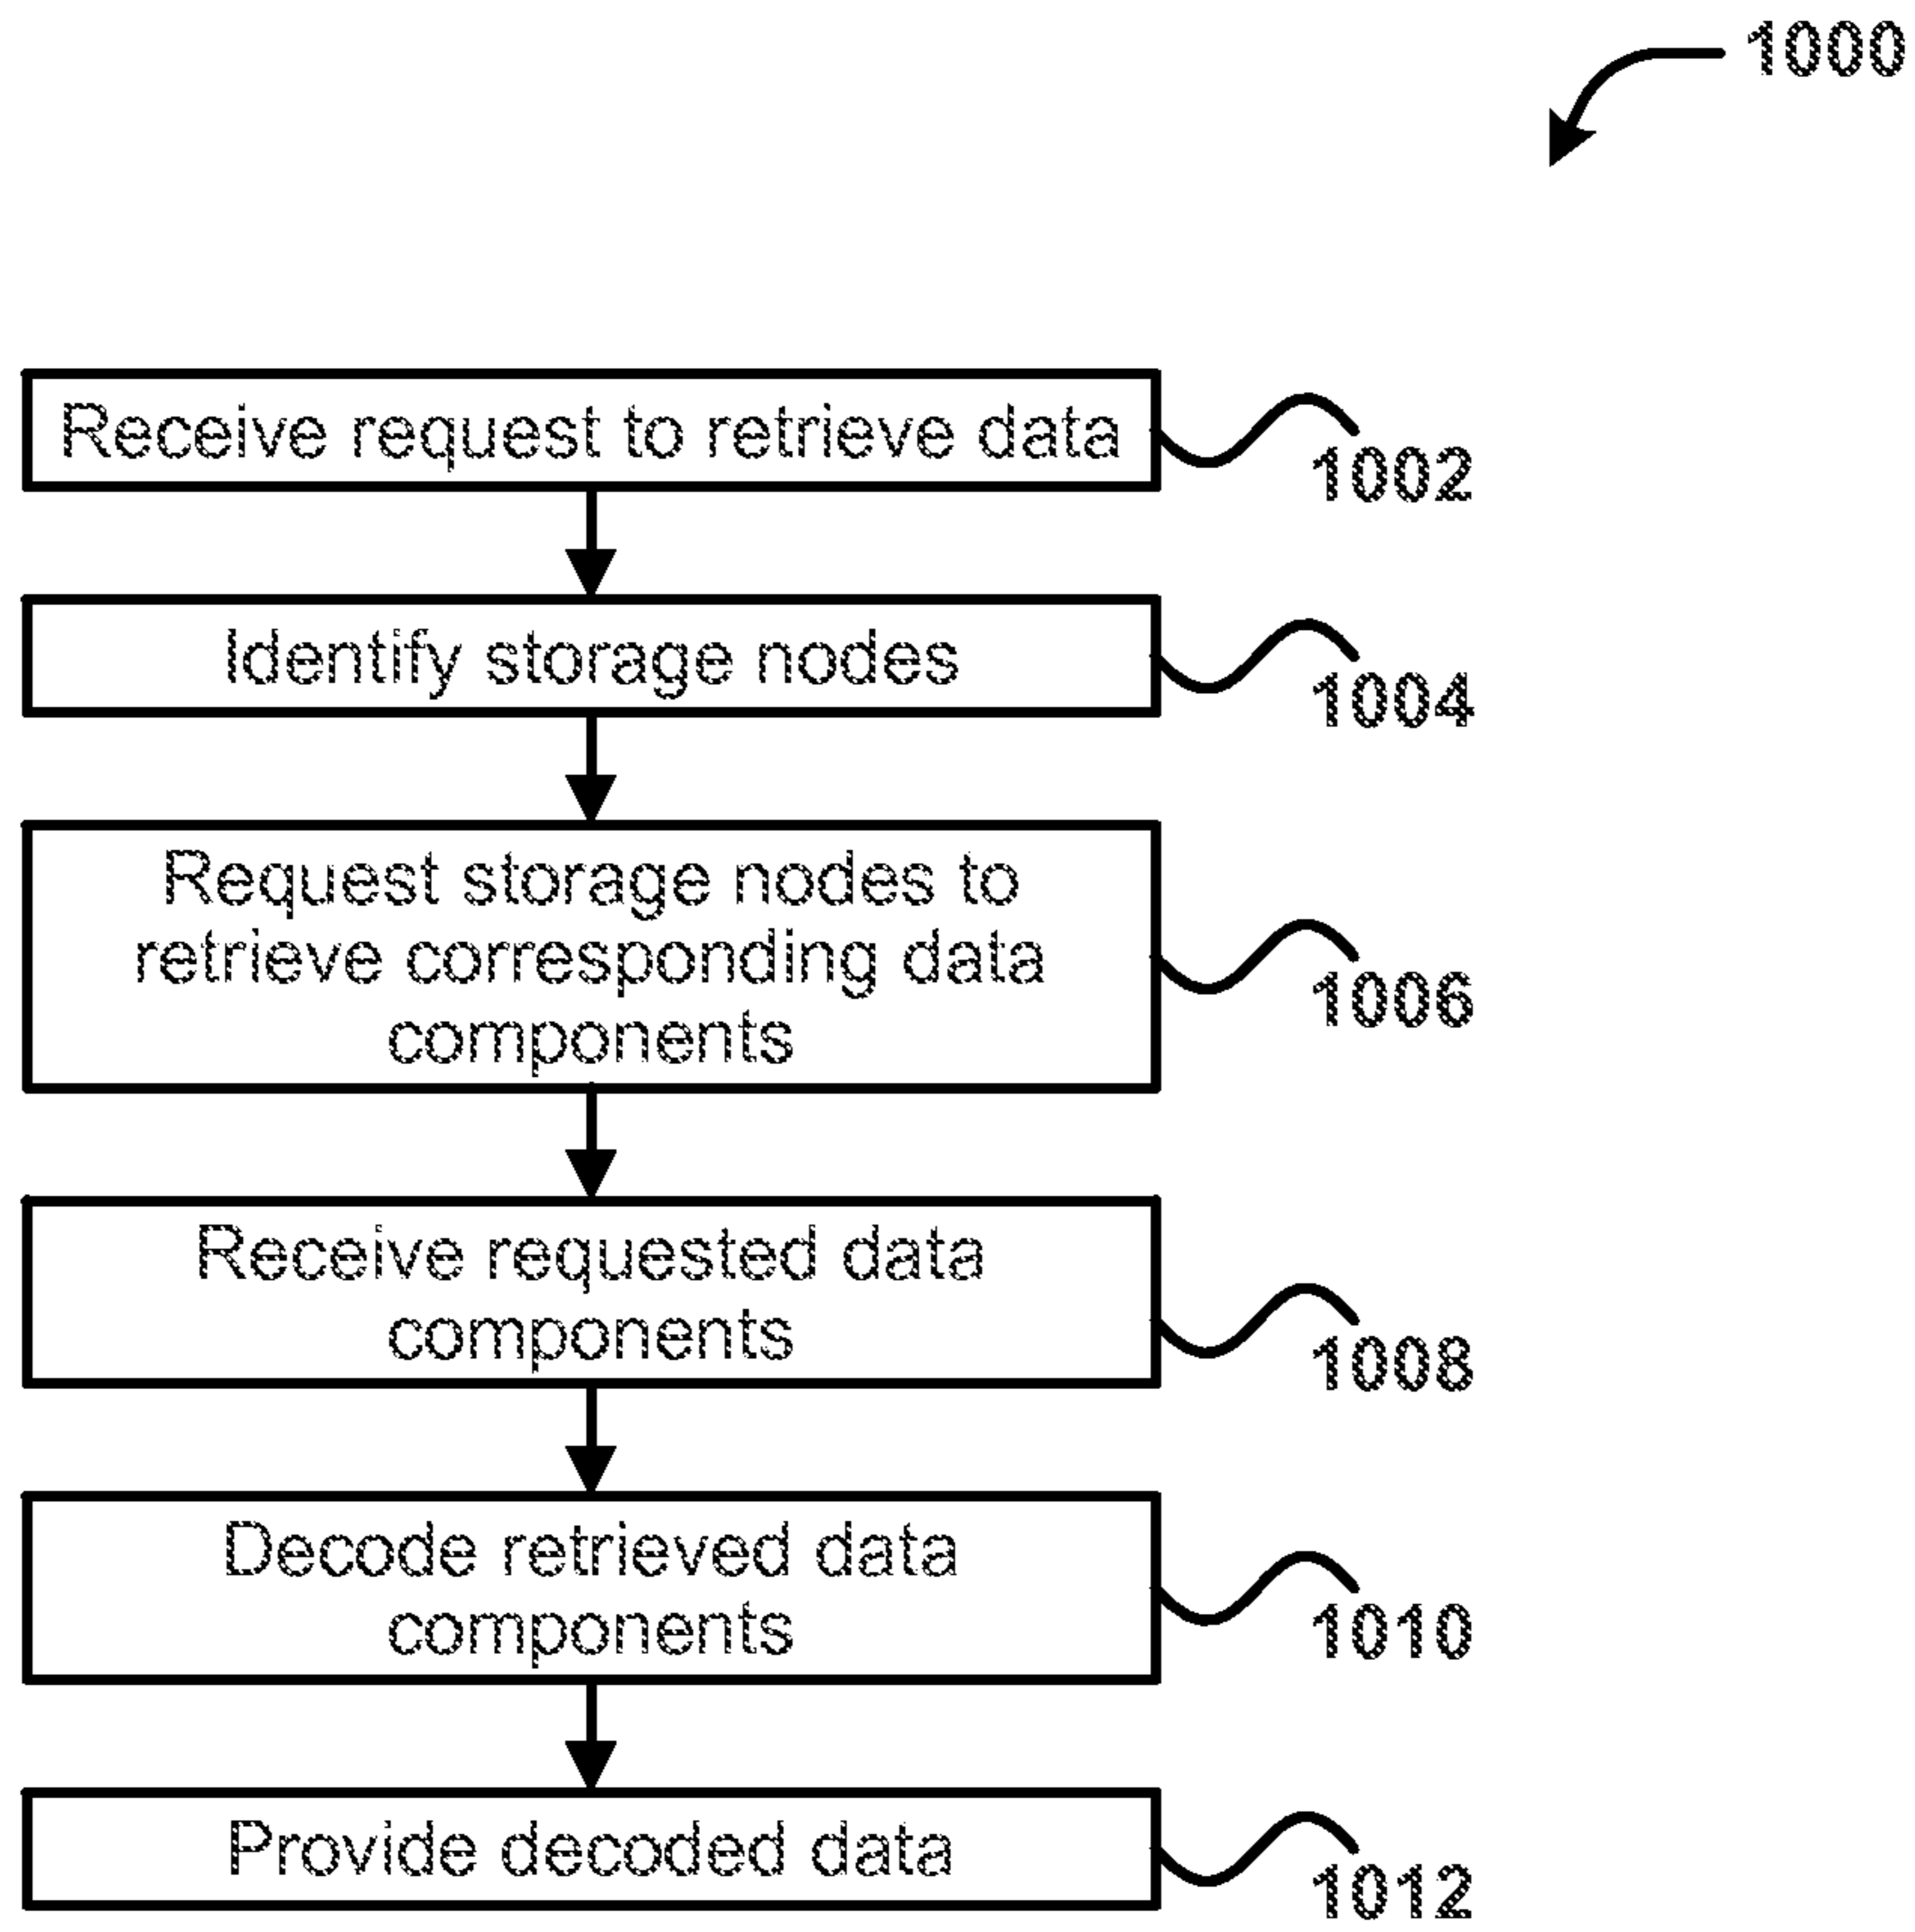 1000
Receive request to retrieve data
1002
Identify storage nodes
1004
Request storage nodes to
retrieve corresponding data
components
1006
Receive requested data
components
1008
Decode retrieved data
components
1010
Provide decoded data
1012